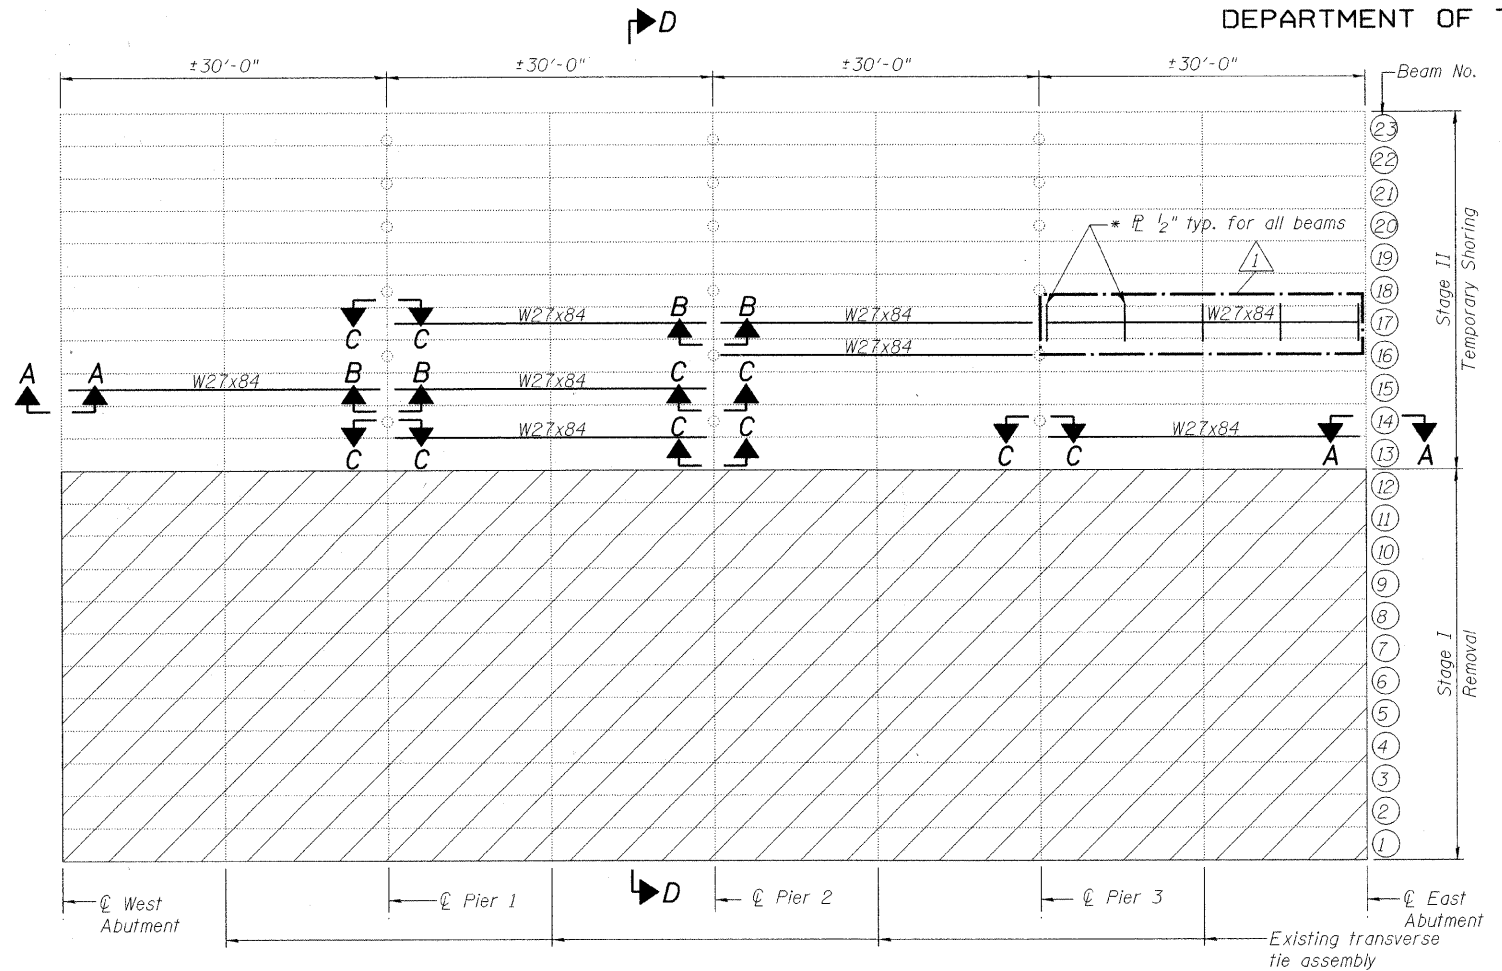 DEPARTMENT OF
D
±30'-0" ±30'-0" ±30'-0" ±30'-0"
Beam No.
23
22
21
* ℄ 1/2" typ. for all beams
20
19
1
18
B B
W27x84 W27x84 W27x84
17
C C
W27x84
16
A A B B C C
W27x84 W27x84
15
14
W27x84 C C W27x84
C C C C A A
13
Stage II
Temporary Shoring
12
11
10
9
8
7
6
5
4
3
2
1
Stage I
Removal
D
℄ West
Abutment
℄ Pier 1
℄ Pier 2
℄ Pier 3
℄ East
Abutment
Existing transverse
tie assembly